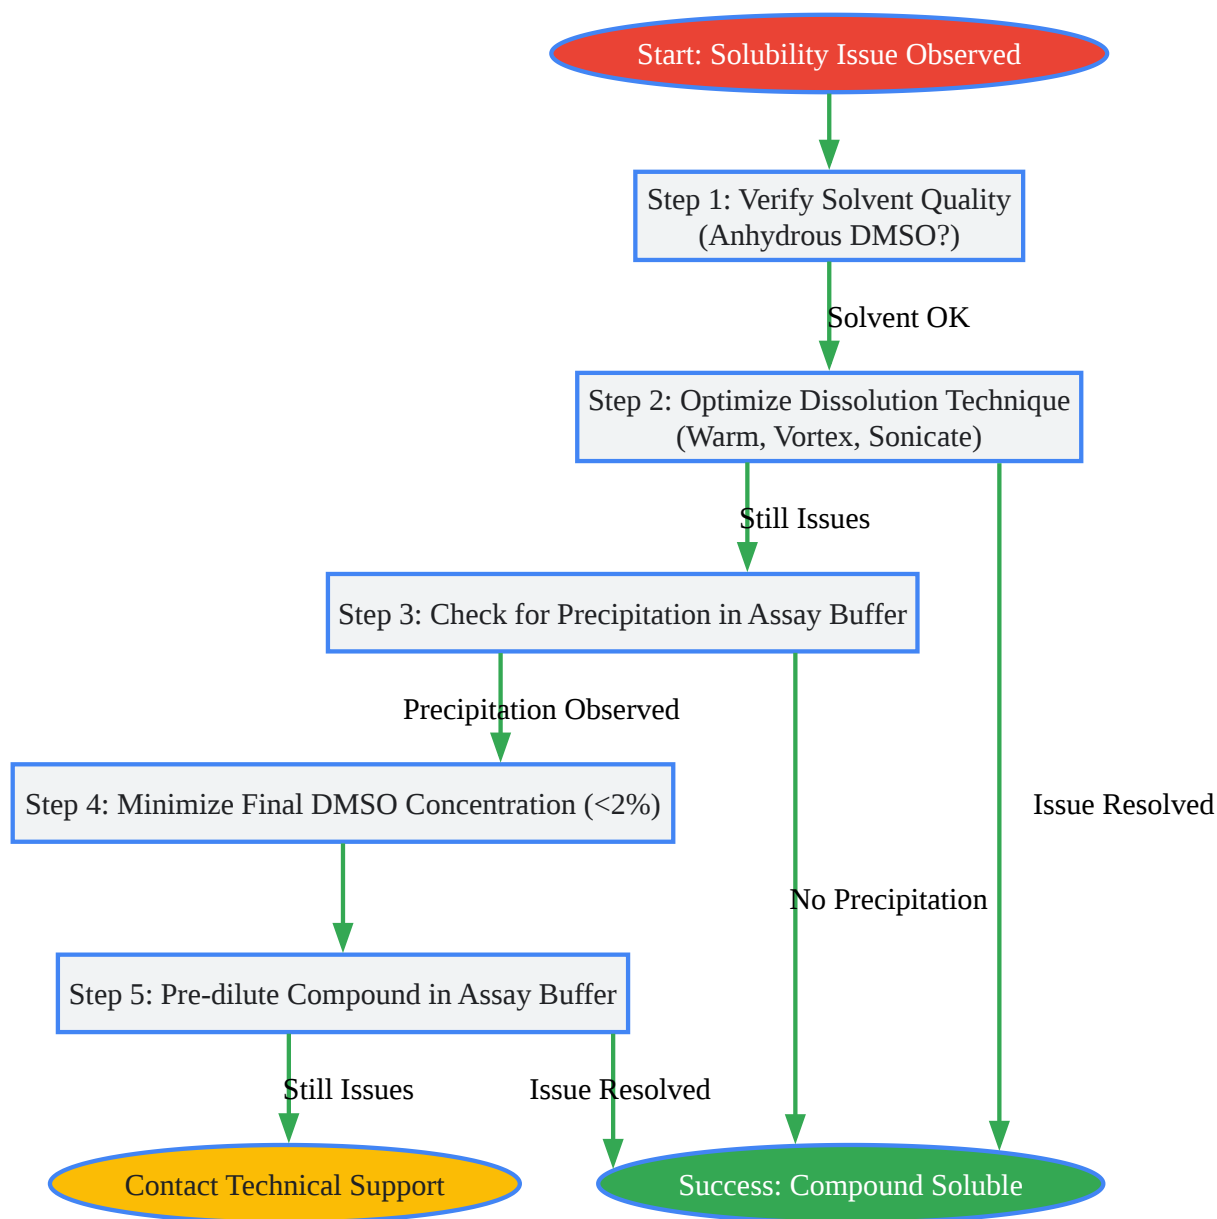 Start: Solubility Issue Observed
Step 1: Verify Solvent Quality
(Anhydrous DMSO?)
Solvent OK
Step 2: Optimize Dissolution Technique
(Warm, Vortex, Sonicate)
Still Issues
Step 3: Check for Precipitation in Assay Buffer
Precipitation Observed
Step 4: Minimize Final DMSO Concentration (<2%)
Issue Resolved
No Precipitation
Step 5: Pre-dilute Compound in Assay Buffer
Still Issues
Issue Resolved
Contact Technical Support
Success: Compound Soluble